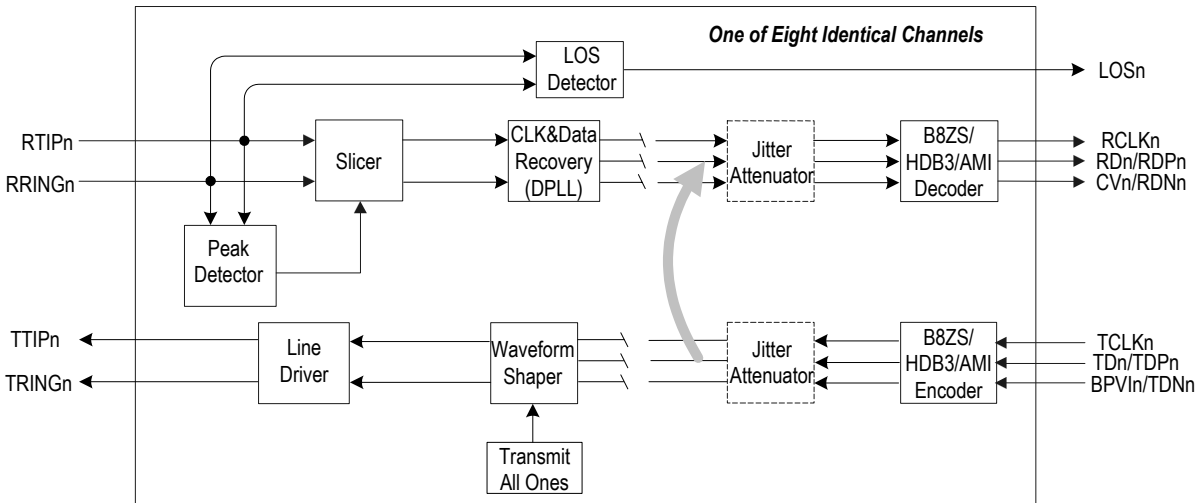 One of Eight Identical Channels
LOS
Detector
LOSn
RTIPn
RRINGn
Slicer
CLK&Data
Recovery
(DPLL)
Jitter
Attenuator
B8ZS/
HDB3/AMI
Decoder
RCLKn
RDn/RDPn
CVn/RDNn
Peak
Detector
TTIPn
TRINGn
Line
Driver
Waveform
Shaper
Jitter
Attenuator
B8ZS/
HDB3/AMI
Encoder
TCLKn
TDn/TDPn
BPVIn/TDNn
Transmit
All Ones